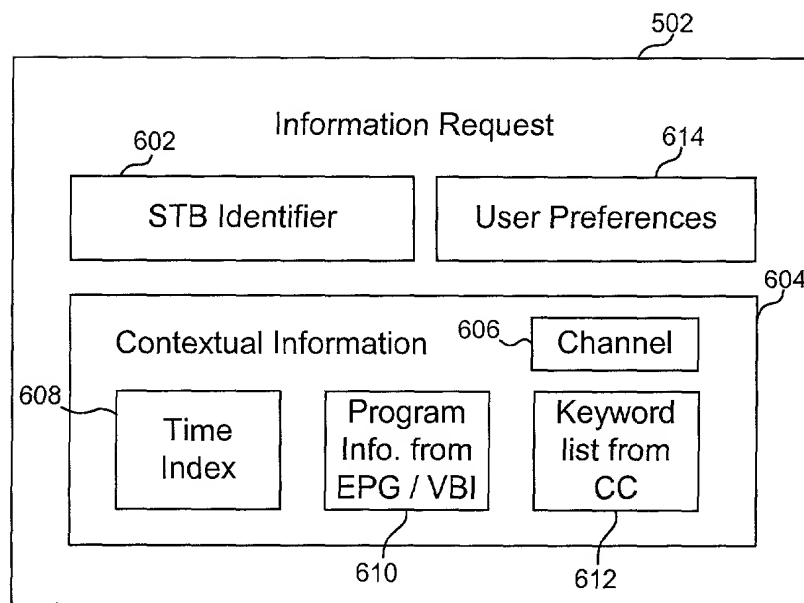 502
Information Request
602
614
STB Identifier
User Preferences
604
Contextual Information
606
Channel
608
Time
Index
Program
Info. from
EPG / VBI
Keyword
list from
CC
610
612